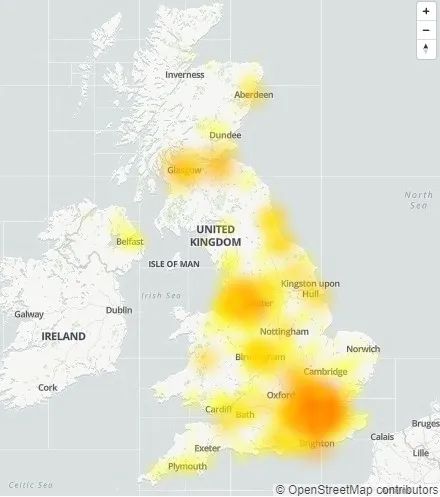 +
−
Inverness
Aberdeen
Dundee
Glasgow
North
Sea
UNITED
KINGDOM
Belfast
ISLE OF MAN
Kingston upon
Hull
Irish Sea
Dublin
Galway
IRELAND
Nottingham
Norwich
Birmingham
Cambridge
Cork
Oxford
Cardiff
Bath
Calais
Bruges
Lille
Exeter
Brighton
Plymouth
Celtic Sea
© OpenStreetMap contributors